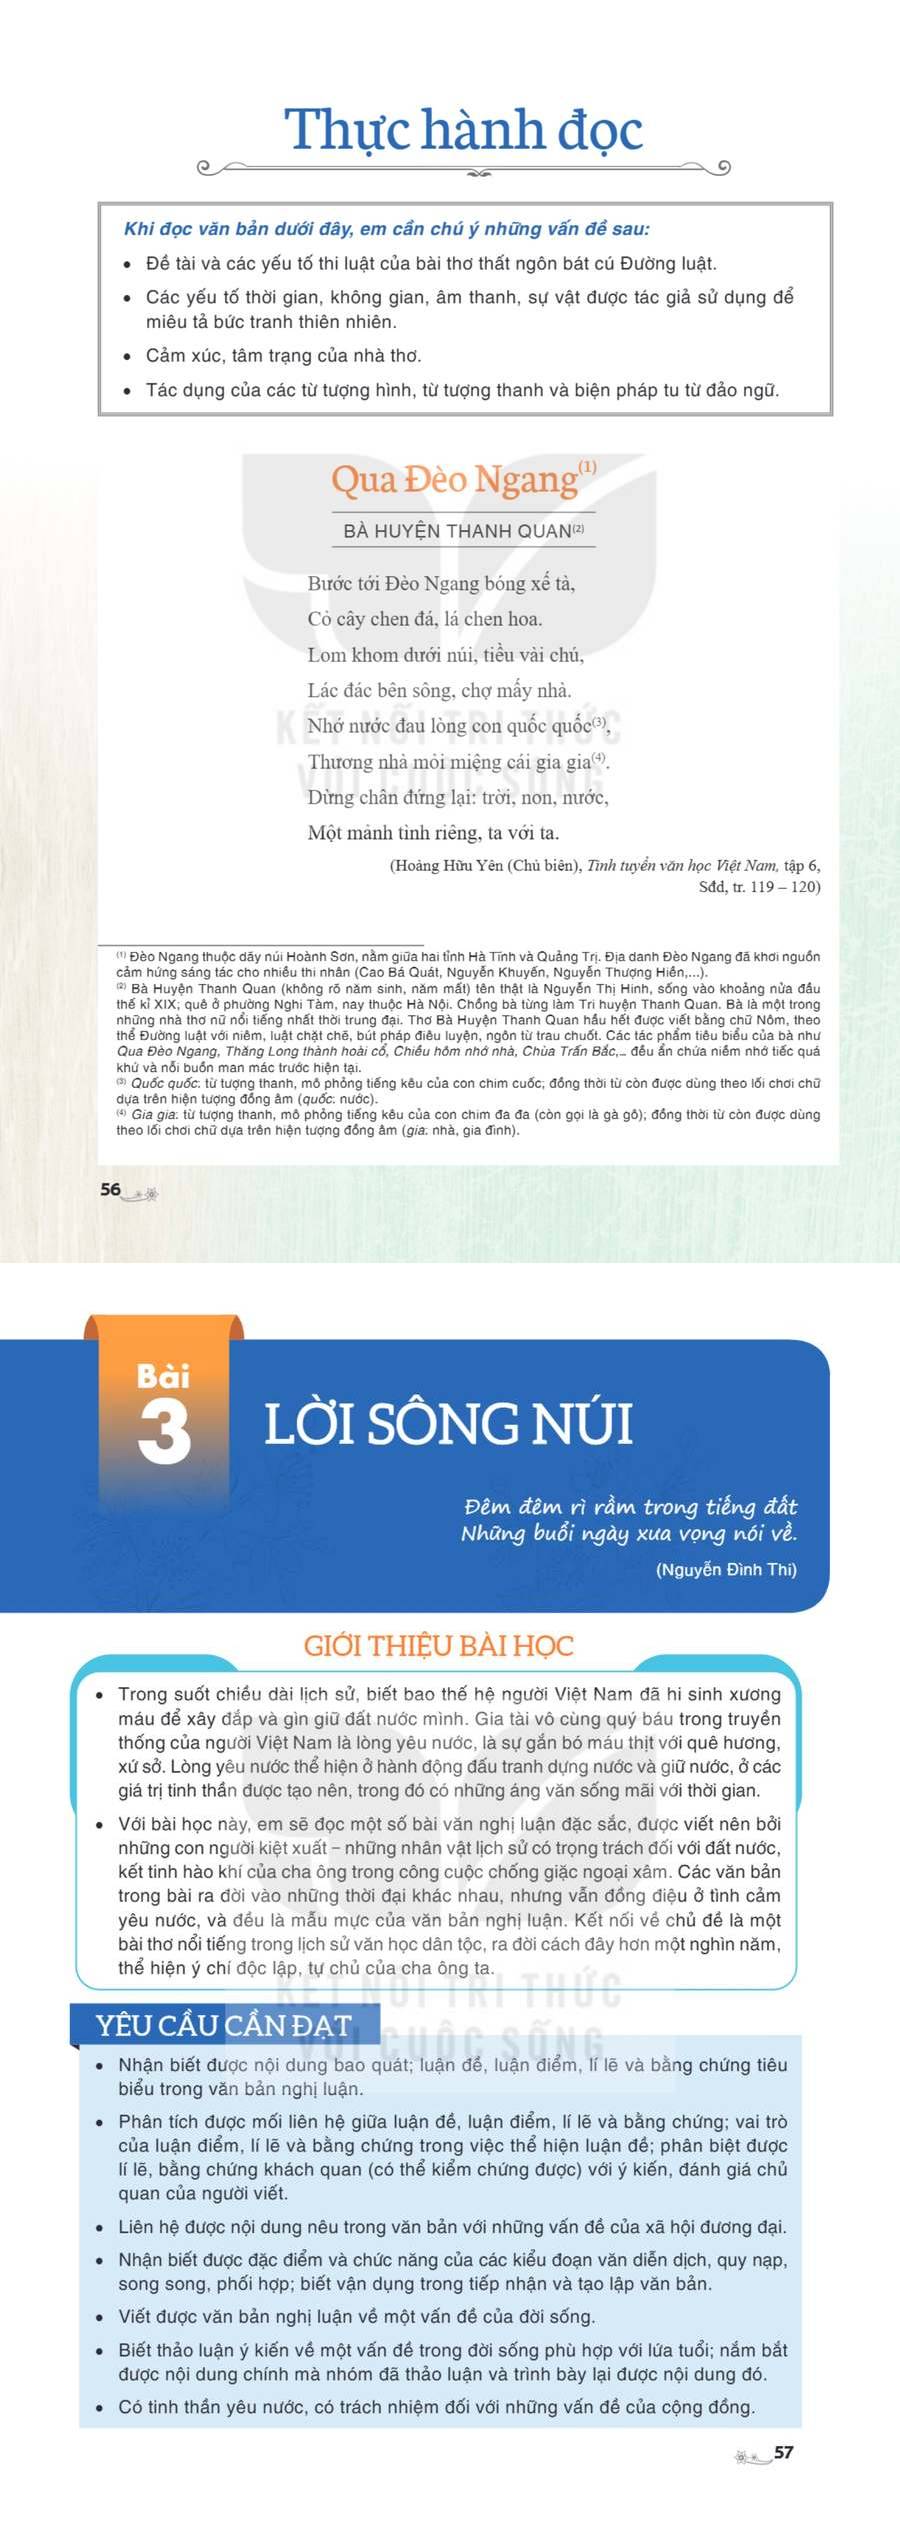 Thực hành đọc
Khi đọc văn bản dưới đây, em cần chú ý những vấn đề sau:
• Đề tài và các yếu tố thi luật của bài thơ thất ngôn bát cú Đường luật.
• Các yếu tố thời gian, không gian, âm thanh, sự vật được tác giả sử dụng để
miêu tả bức tranh thiên nhiên.
• Cảm xúc, tâm trạng của nhà thơ.
• Tác dụng của các từ tượng hình, từ tượng thanh và biện pháp tu từ đảo ngữ.
Qua Đèo Ngang(1)
BÀ HUYỆN THANH QUAN(2)
Bước tới Đèo Ngang bóng xế tà,
Cỏ cây chen đá, lá chen hoa.
Lom khom dưới núi, tiều vài chú,
Lác đác bên sông, chợ mấy nhà.
Nhớ nước đau lòng con quốc quốc(3),
Thương nhà mỏi miệng cái gia gia(4).
Dừng chân đứng lại: trời, non, nước,
Một mảnh tình riêng, ta với ta.
KẾT NỐI TRI THỨC
VỚI CUỘC SỐNG
(Hoàng Hữu Yên (Chủ biên), Tinh tuyển văn học Việt Nam, tập 6,
Sđd, tr. 119 – 120)
(1) Đèo Ngang thuộc dãy núi Hoành Sơn, nằm giữa hai tỉnh Hà Tĩnh và Quảng Trị. Địa danh Đèo Ngang đã khơi nguồn
cảm hứng sáng tác cho nhiều thi nhân (Cao Bá Quát, Nguyễn Khuyến, Nguyễn Thượng Hiền,...).
(2) Bà Huyện Thanh Quan (không rõ năm sinh, năm mất) tên thật là Nguyễn Thị Hinh, sống vào khoảng nửa đầu
thế kỉ XIX; quê ở phường Nghi Tàm, nay thuộc Hà Nội. Chồng bà từng làm Tri huyện Thanh Quan. Bà là một trong
những nhà thơ nữ nổi tiếng nhất thời trung đại. Thơ Bà Huyện Thanh Quan hầu hết được viết bằng chữ Nôm, theo
thể Đường luật với niêm, luật chặt chẽ, bút pháp điêu luyện, ngôn từ trau chuốt. Các tác phẩm tiêu biểu của bà như
Qua Đèo Ngang, Thăng Long thành hoài cổ, Chiều hôm nhớ nhà, Chùa Trấn Bắc,... đều ẩn chứa niềm nhớ tiếc quá
khứ và nỗi buồn man mác trước hiện tại.
(3) Quốc quốc: từ tượng thanh, mô phỏng tiếng kêu của con chim cuốc; đồng thời từ còn được dùng theo lối chơi chữ
dựa trên hiện tượng đồng âm (quốc: nước).
(4) Gia gia: từ tượng thanh, mô phỏng tiếng kêu của con chim đa đa (còn gọi là gà gô); đồng thời từ còn được dùng
theo lối chơi chữ dựa trên hiện tượng đồng âm (gia: nhà, gia đình).
56
Bài
3
LỜI SÔNG NÚI
Đêm đêm rì rầm trong tiếng đất
Những buổi ngày xưa vọng nói về.
(Nguyễn Đình Thi)
GIỚI THIỆU BÀI HỌC
• Trong suốt chiều dài lịch sử, biết bao thế hệ người Việt Nam đã hi sinh xương
máu để xây đắp và gìn giữ đất nước mình. Gia tài vô cùng quý báu trong truyền
thống của người Việt Nam là lòng yêu nước, là sự gắn bó máu thịt với quê hương,
xứ sở. Lòng yêu nước thể hiện ở hành động đấu tranh dựng nước và giữ nước, ở các
giá trị tinh thần được tạo nên, trong đó có những áng văn sống mãi với thời gian.
• Với bài học này, em sẽ đọc một số bài văn nghị luận đặc sắc, được viết nên bởi
những con người kiệt xuất – những nhân vật lịch sử có trọng trách đối với đất nước,
kết tinh hào khí của cha ông trong công cuộc chống giặc ngoại xâm. Các văn bản
trong bài ra đời vào những thời đại khác nhau, nhưng vẫn đồng điệu ở tình cảm
yêu nước, và đều là mẫu mực của văn bản nghị luận. Kết nối về chủ đề là một
bài thơ nổi tiếng trong lịch sử văn học dân tộc, ra đời cách đây hơn một nghìn năm,
thể hiện ý chí độc lập, tự chủ của cha ông ta.
KẾT NỐI TRI THỨC
VỚI CUỘC SỐNG
YÊU CẦU CẦN ĐẠT
• Nhận biết được nội dung bao quát; luận đề, luận điểm, lí lẽ và bằng chứng tiêu
biểu trong văn bản nghị luận.
• Phân tích được mối liên hệ giữa luận đề, luận điểm, lí lẽ và bằng chứng; vai trò
của luận điểm, lí lẽ và bằng chứng trong việc thể hiện luận đề; phân biệt được
lí lẽ, bằng chứng khách quan (có thể kiểm chứng được) với ý kiến, đánh giá chủ
quan của người viết.
• Liên hệ được nội dung nêu trong văn bản với những vấn đề của xã hội đương đại.
• Nhận biết được đặc điểm và chức năng của các kiểu đoạn văn diễn dịch, quy nạp,
song song, phối hợp; biết vận dụng trong tiếp nhận và tạo lập văn bản.
• Viết được văn bản nghị luận về một vấn đề của đời sống.
• Biết thảo luận ý kiến về một vấn đề trong đời sống phù hợp với lứa tuổi; nắm bắt
được nội dung chính mà nhóm đã thảo luận và trình bày lại được nội dung đó.
• Có tinh thần yêu nước, có trách nhiệm đối với những vấn đề của cộng đồng.
57